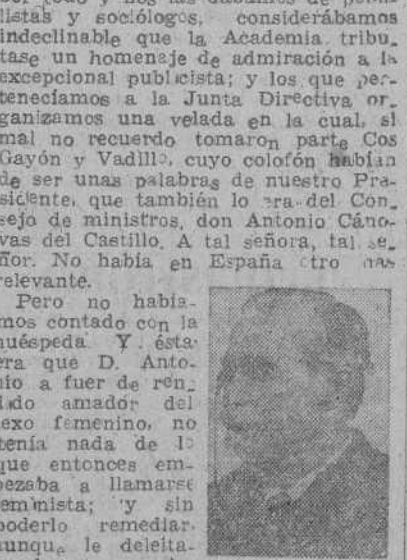 listas y sociólogos, considerábamos
indeclinable que la Academia tribu-
tase un homenaje de admiración a la
excepcional publicista; y los que per-
tenecíamos a la Junta Directiva or-
ganizamos una velada en la cual, si
mal no recuerdo tomaron parte Cos
Gayón y Vadillo, cuyo colofón habían
de ser unas palabras de nuestro Pre-
sidente, que también lo era del Con-
sejo de ministros, don Antonio Cáno-
vas del Castillo. A tal señora, tal se-
ñor. No había en España otro más
relevante.
Pero no había-
mos contado con la
huéspeda. Y ésta
era que D. Anto-
nio a fuer de ren-
dido amador del
sexo femenino, no
tenía nada de lo
que entonces em-
pezaba a llamarse
feminista; y sin
poderlo remediar,
aunque le deleita-